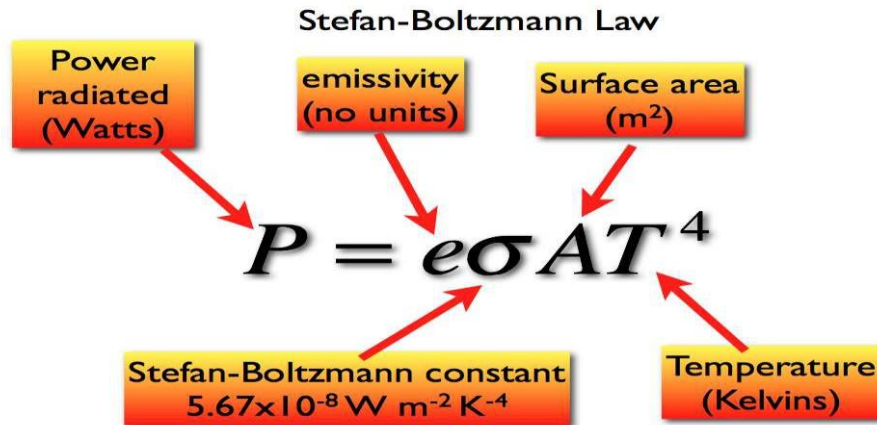 Stefan-Boltzmann Law
Power
radiated
(Watts)
emissivity
(no units)
Surface area
(m²)
P = eσAT⁴
Stefan-Boltzmann constant
5.67x10⁻⁸ W m⁻² K⁻⁴
Temperature
(Kelvins)